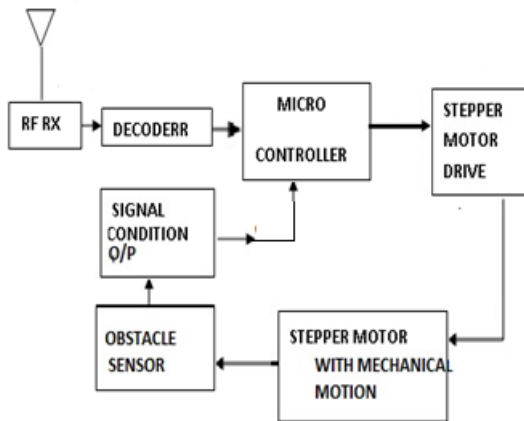 RF RX
DECODERR
MICRO
CONTROLLER
STEPPER
MOTOR
DRIVE
SIGNAL
CONDITION
O/P
OBSTACLE
SENSOR
STEPPER MOTOR
WITH MECHANICAL
MOTION